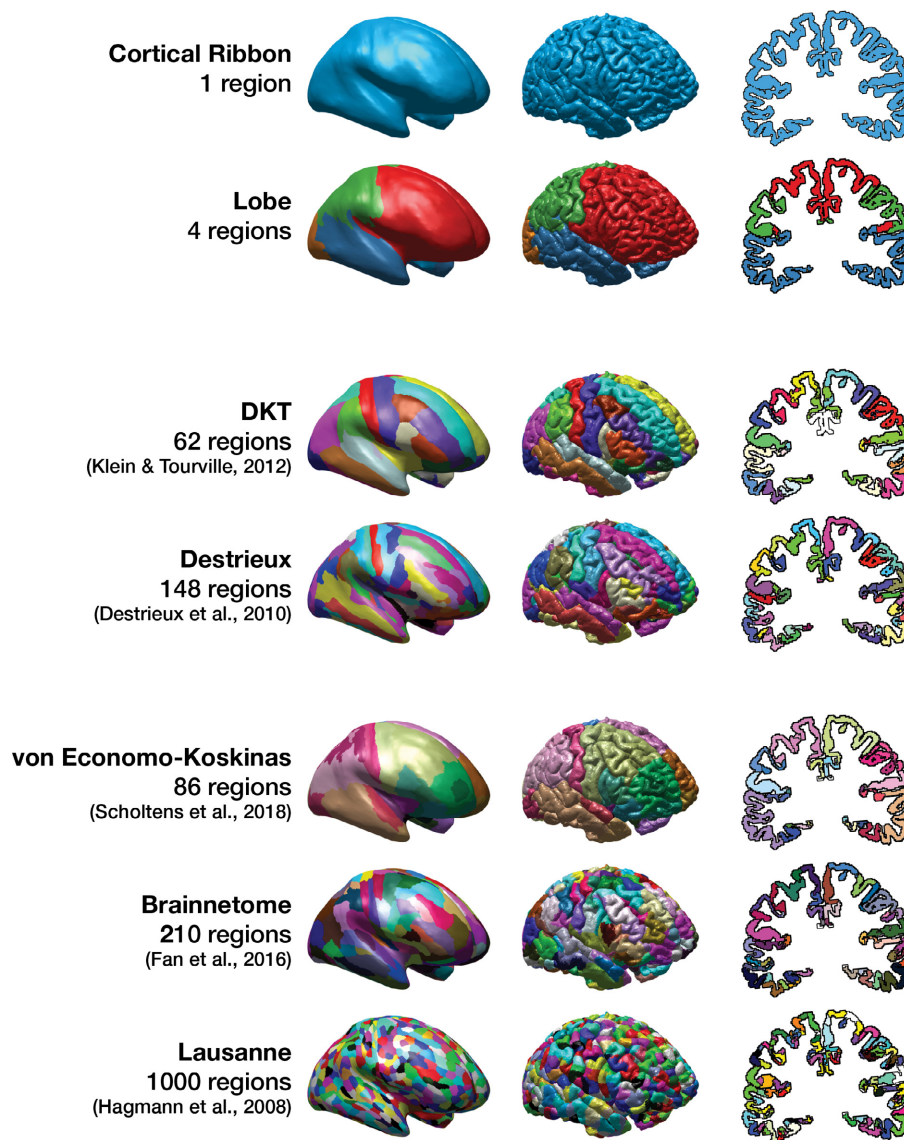 Cortical Ribbon
1 region
Lobe
4 regions
DKT
62 regions
(Klein & Tourville, 2012)
Destrieux
148 regions
(Destrieux et al., 2010)
von Economo-Koskinas
86 regions
(Scholtens et al., 2018)
Brainnetome
210 regions
(Fan et al., 2016)
Lausanne
1000 regions
(Hagmann et al., 2008)